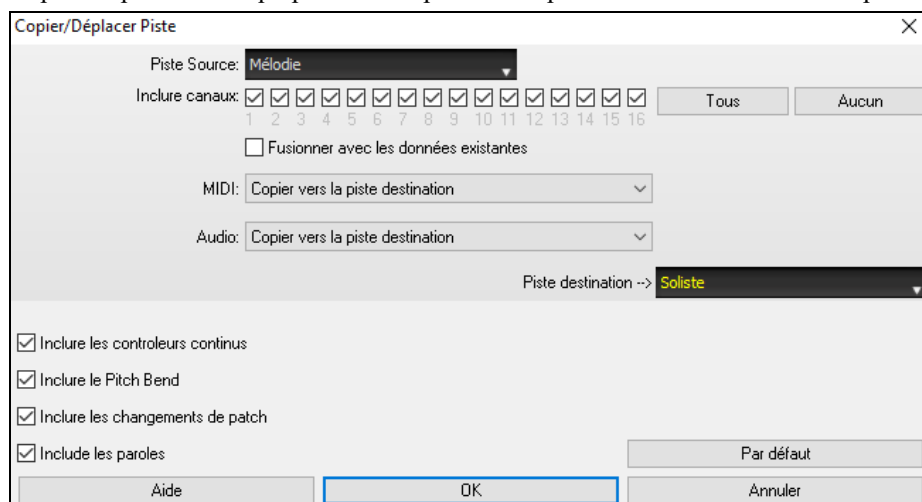 Copier/Déplacer Piste
Piste Source: Mélodie
Inclure canaux: Tous Aucun
1 2 3 4 5 6 7 8 9 10 11 12 13 14 15 16
Fusionner avec les données existantes
MIDI: Copier vers la piste destination
Audio: Copier vers la piste destination
Piste destination --> Soliste
Inclure les controleurs continus
Inclure le Pitch Bend
Inclure les changements de patch
Include les paroles
Par défaut
Aide OK Annuler